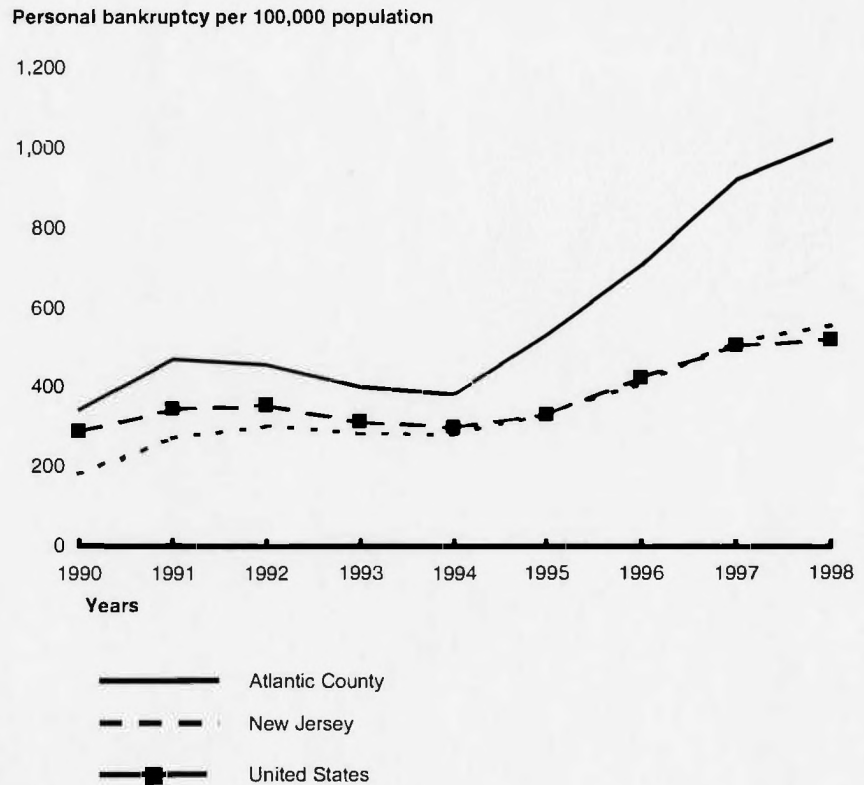 Personal bankruptcy per 100,000 population
1,200
1,000
800
600
400
200
0
1990 1991 1992 1993 1994 1995 1996 1997 1998
Years
Atlantic County
New Jersey
United States